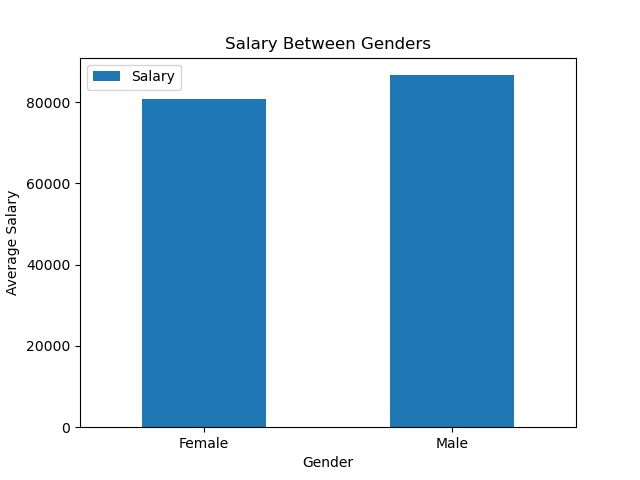 Salary Between Genders
Salary
80000
60000
40000
20000
0
Average Salary
Female
Male
Gender